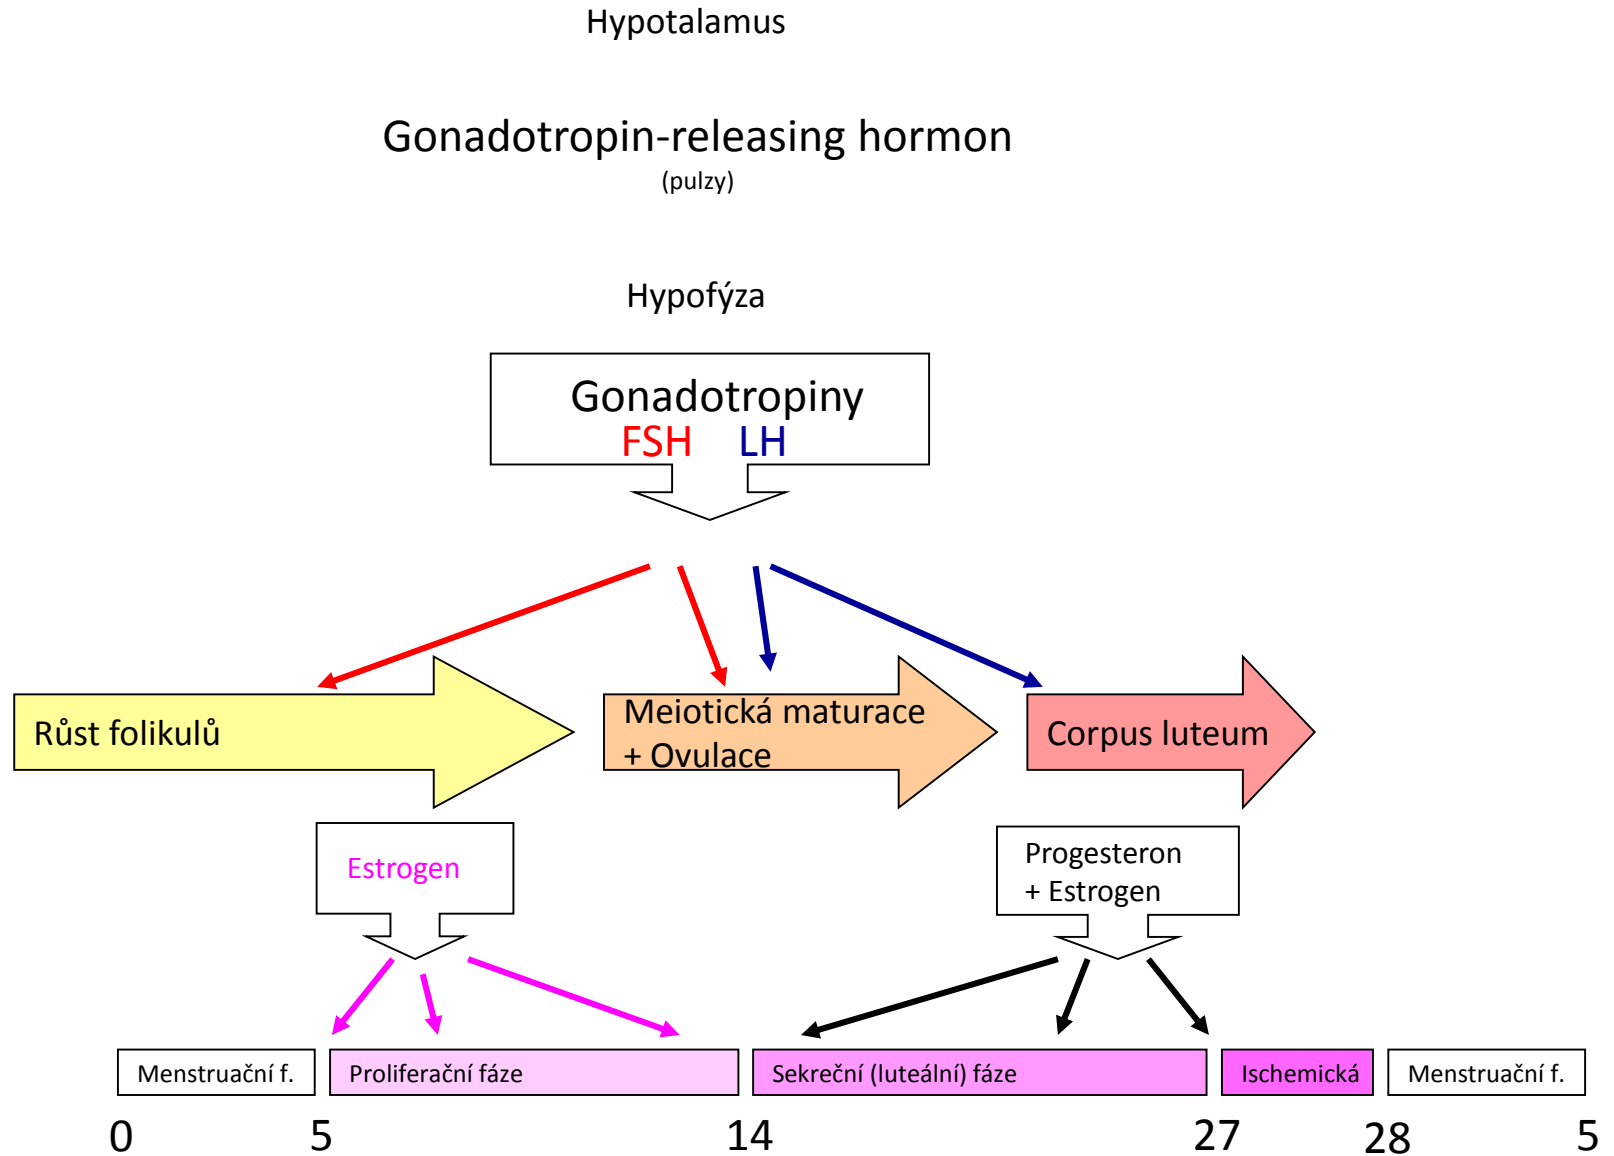 Hypotalamus
Gonadotropin-releasing hormon
(pulzy)
Hypofýza
Gonadotropiny
FSH LH
Růst folikulů
Meiotická maturace
+ Ovulace
Corpus luteum
Estrogen
Progesteron
+ Estrogen
Menstruační f.
Proliferační fáze
Sekreční (luteální) fáze
Ischemická
Menstruační f.
0 5 14 27 28 5